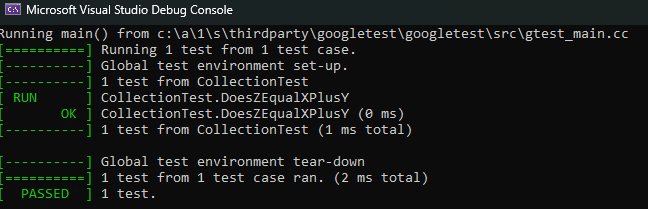 Microsoft Visual Studio Debug Console
Running main() from c:\a\1\s\thirdparty\googletest\googletest\src\gtest_main.cc
[==========] Running 1 test from 1 test case.
[----------] Global test environment set-up.
[----------] 1 test from CollectionTest
[ RUN      ] CollectionTest.DoesZEqualXPlusY
[       OK ] CollectionTest.DoesZEqualXPlusY (0 ms)
[----------] 1 test from CollectionTest (1 ms total)

[----------] Global test environment tear-down
[==========] 1 test from 1 test case ran. (2 ms total)
[  PASSED  ] 1 test.